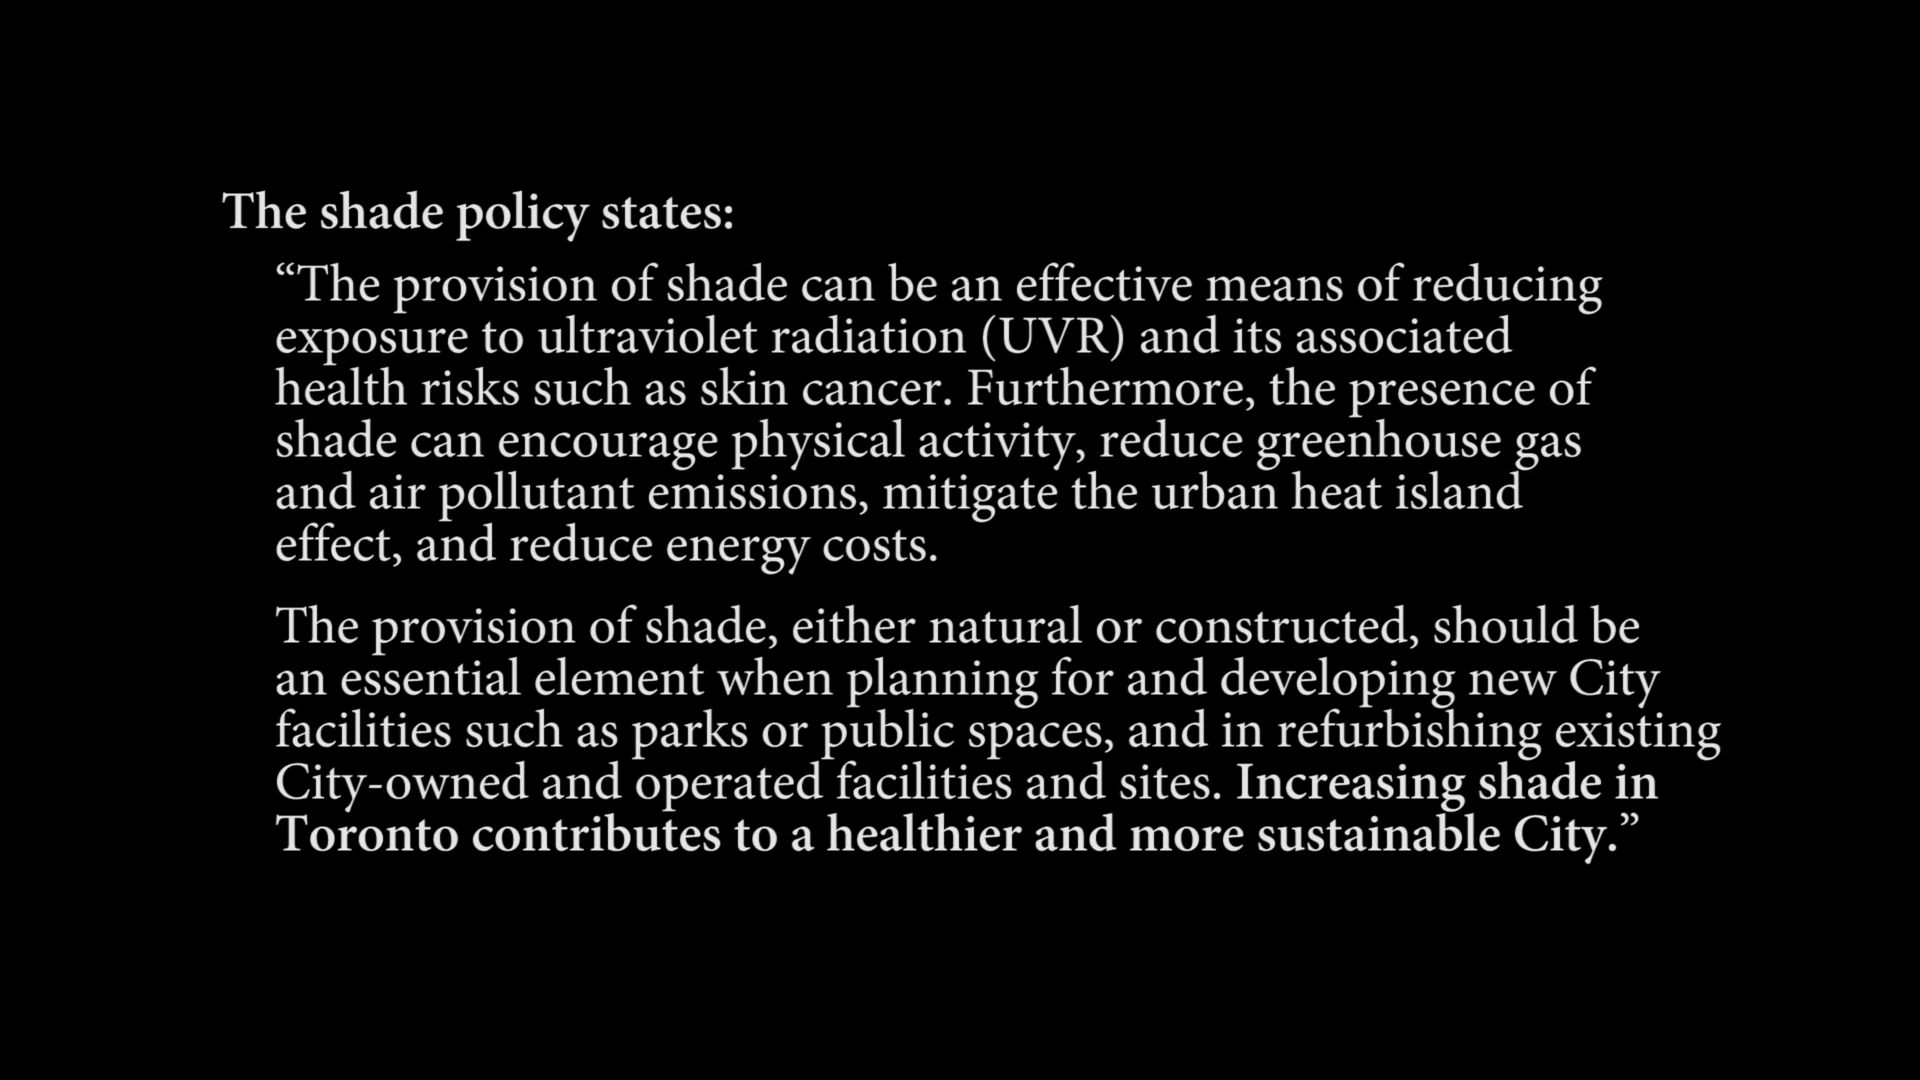 The shade policy states:
“The provision of shade can be an effective means of reducing
exposure to ultraviolet radiation (UVR) and its associated
health risks such as skin cancer. Furthermore, the presence of
shade can encourage physical activity, reduce greenhouse gas
and air pollutant emissions, mitigate the urban heat island
effect, and reduce energy costs.
The provision of shade, either natural or constructed, should be
an essential element when planning for and developing new City
facilities such as parks or public spaces, and in refurbishing existing
City-owned and operated facilities and sites. Increasing shade in
Toronto contributes to a healthier and more sustainable City.”